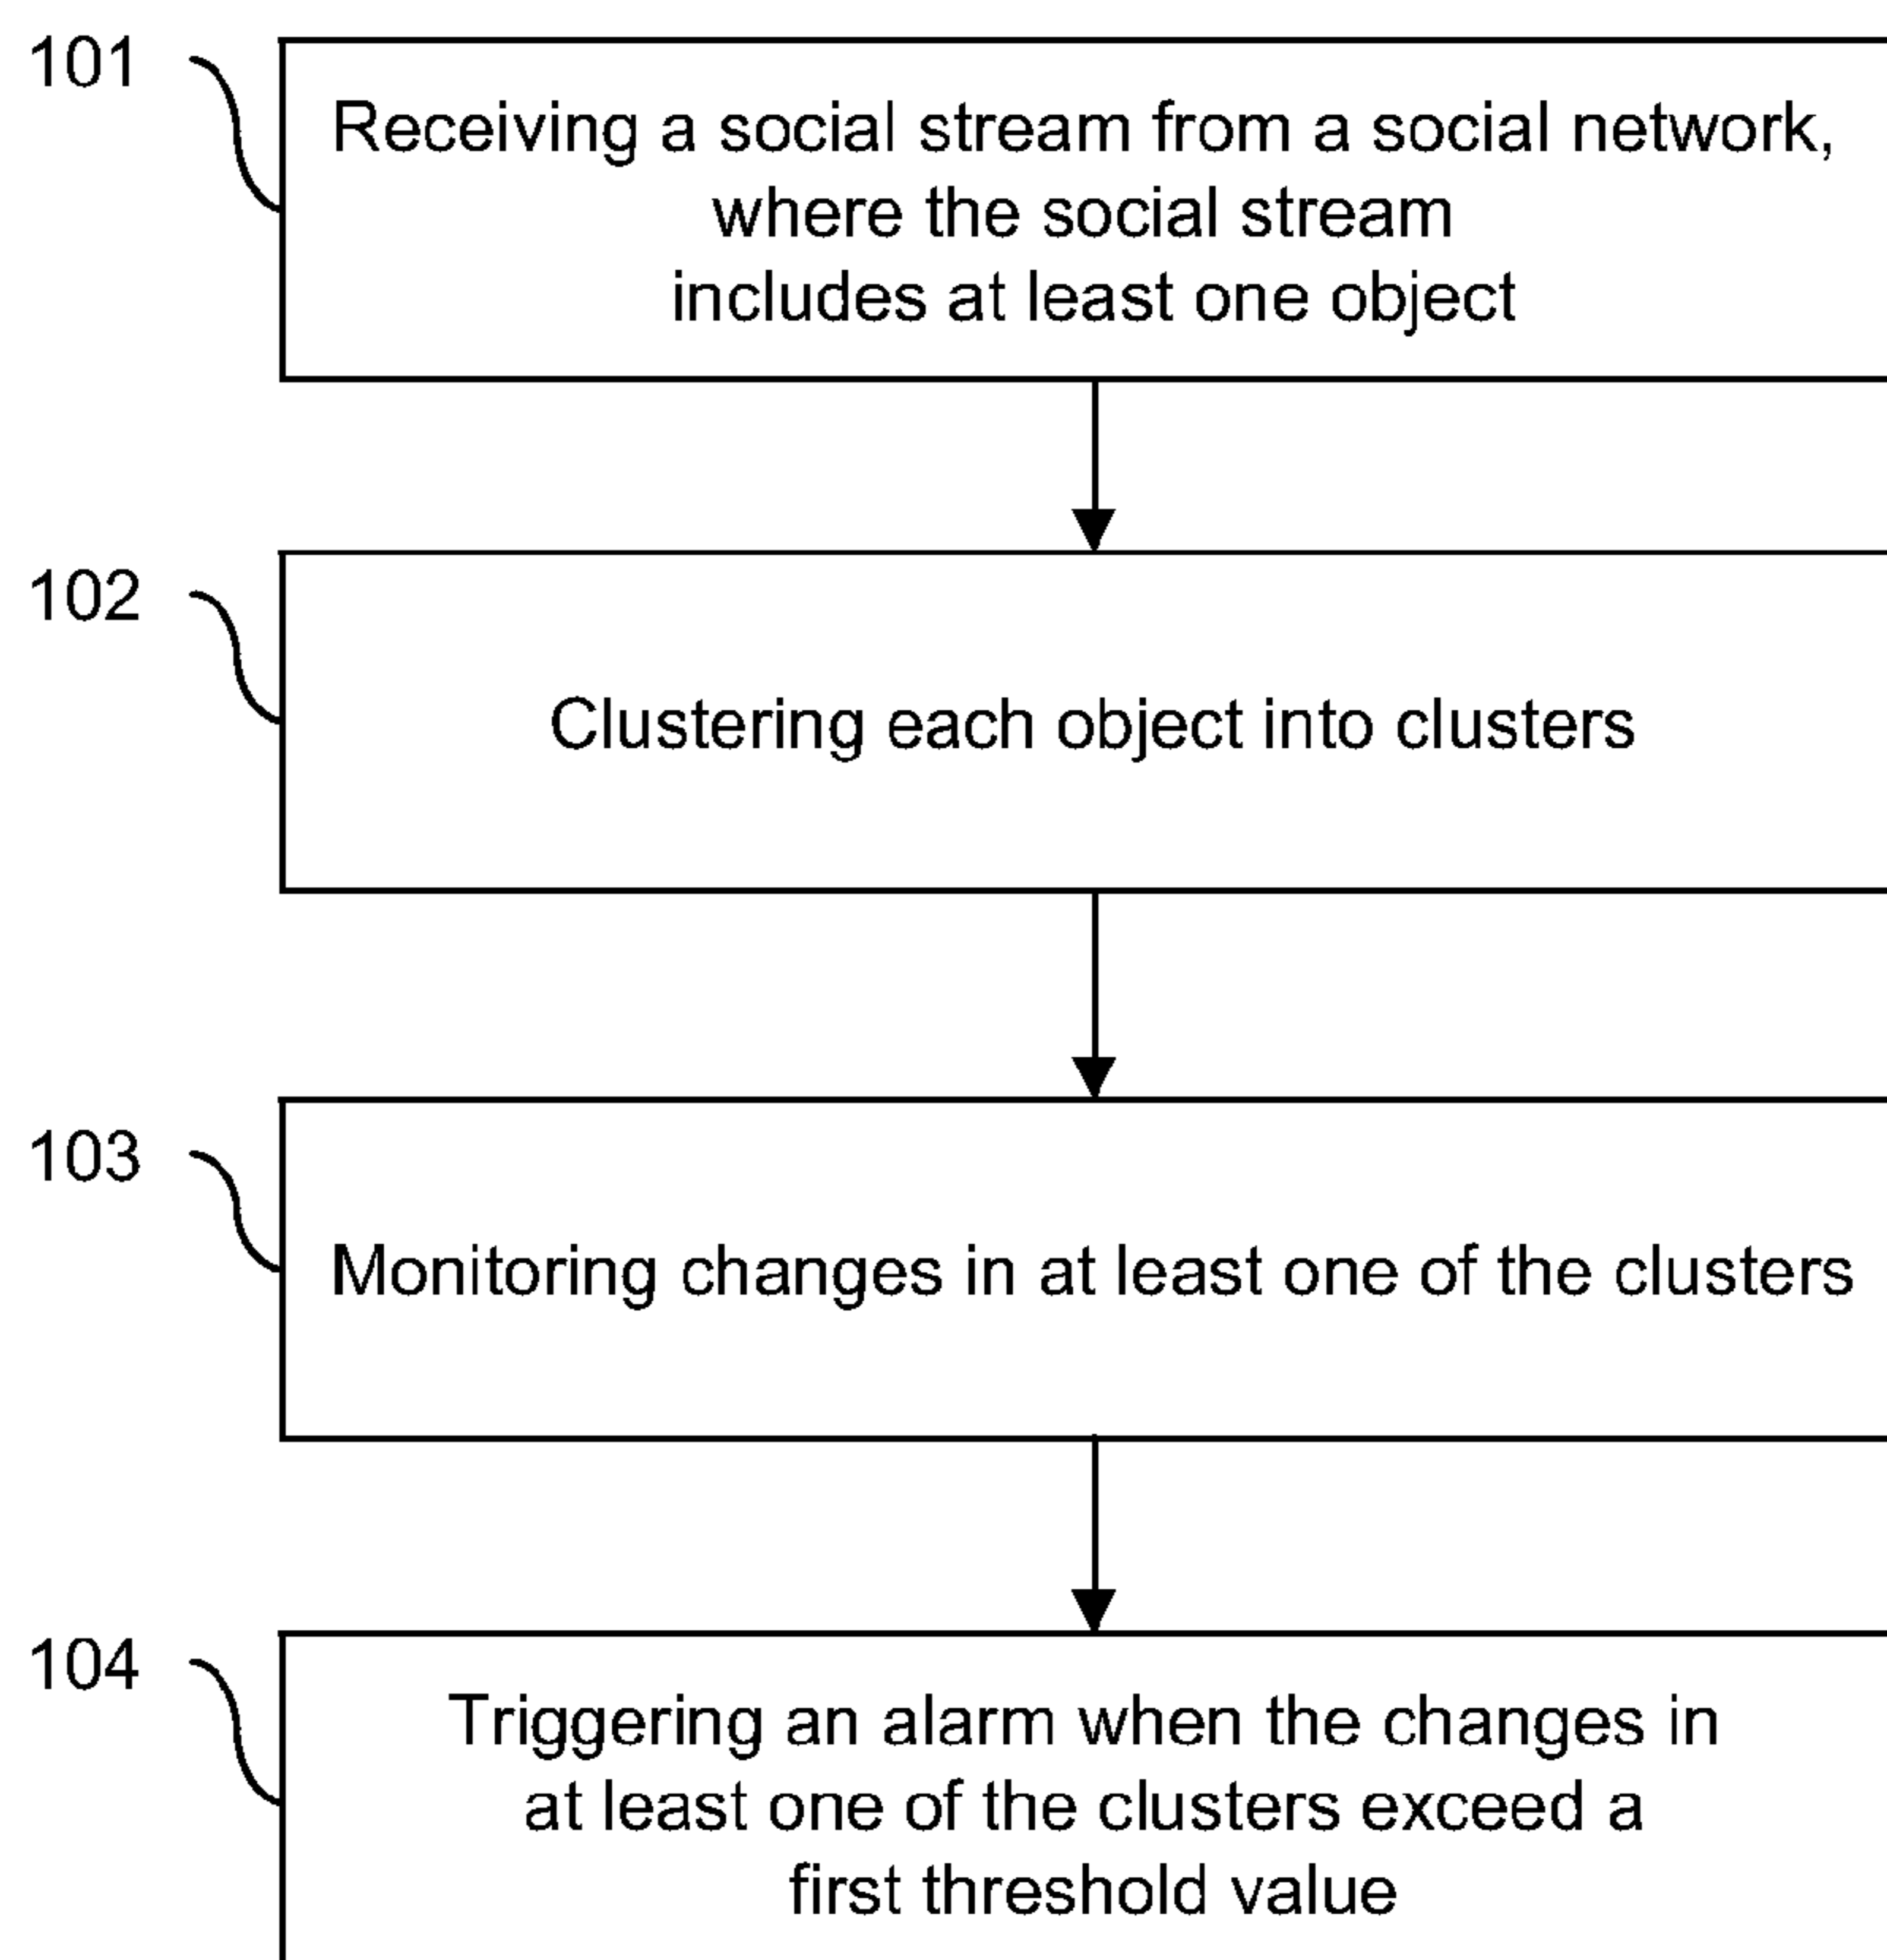 101
Receiving a social stream from a social network,
where the social stream
includes at least one object
102
Clustering each object into clusters
103
Monitoring changes in at least one of the clusters
104
Triggering an alarm when the changes in
at least one of the clusters exceed a
first threshold value